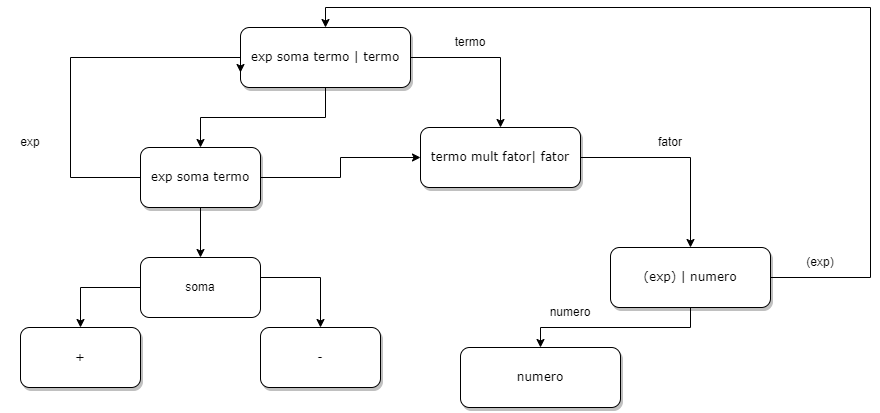 exp soma termo | termo
termo
exp
exp soma termo
termo mult fator| fator
fator
soma
(exp) | numero
(exp)
numero
+
-
numero